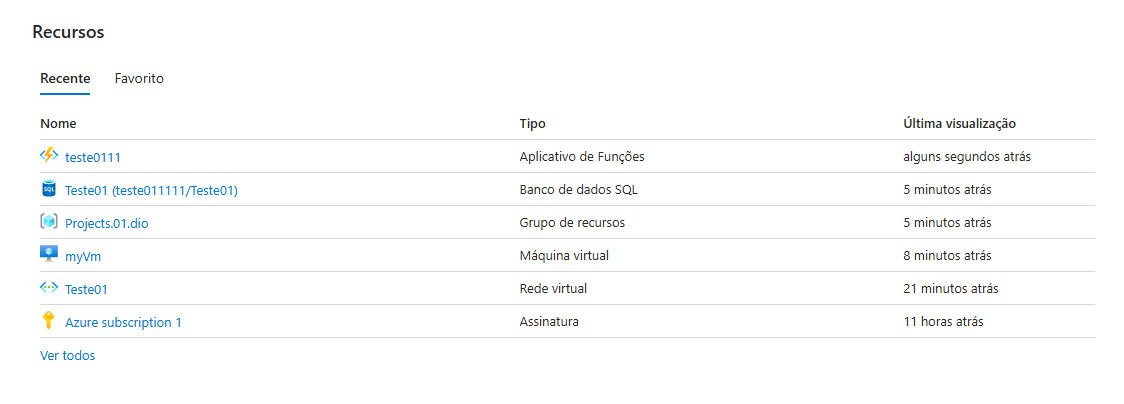 Recursos
Recente Favorito
Nome Tipo Última visualização
teste0111 Aplicativo de Funções alguns segundos atrás
SQL Teste01 (teste011111/Teste01) Banco de dados SQL 5 minutos atrás
Projects.01.dio Grupo de recursos 5 minutos atrás
myVm Máquina virtual 8 minutos atrás
Teste01 Rede virtual 21 minutos atrás
Azure subscription 1 Assinatura 11 horas atrás
Ver todos